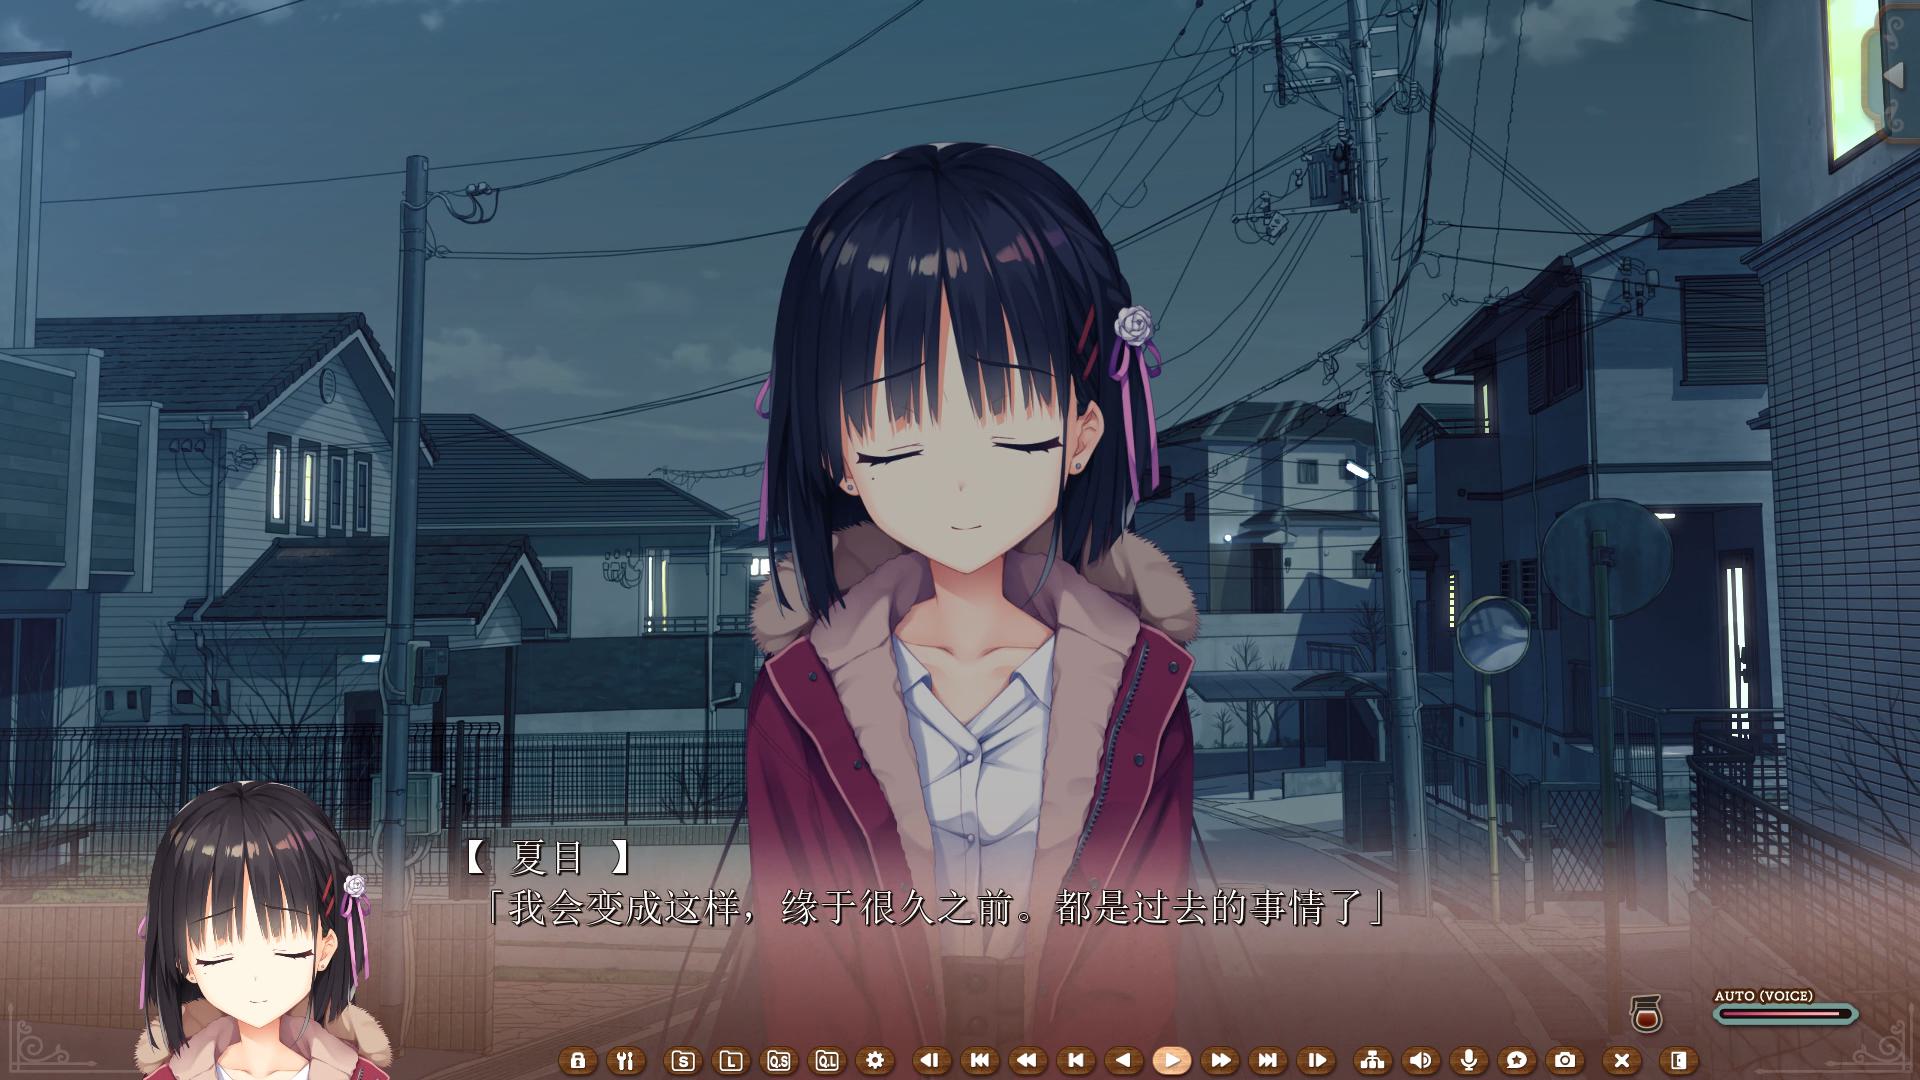 【 夏目 】
「我会变成这样，缘于很久之前。都是过去的事情了」
AUTO (VOICE)
S L Q.S Q.L